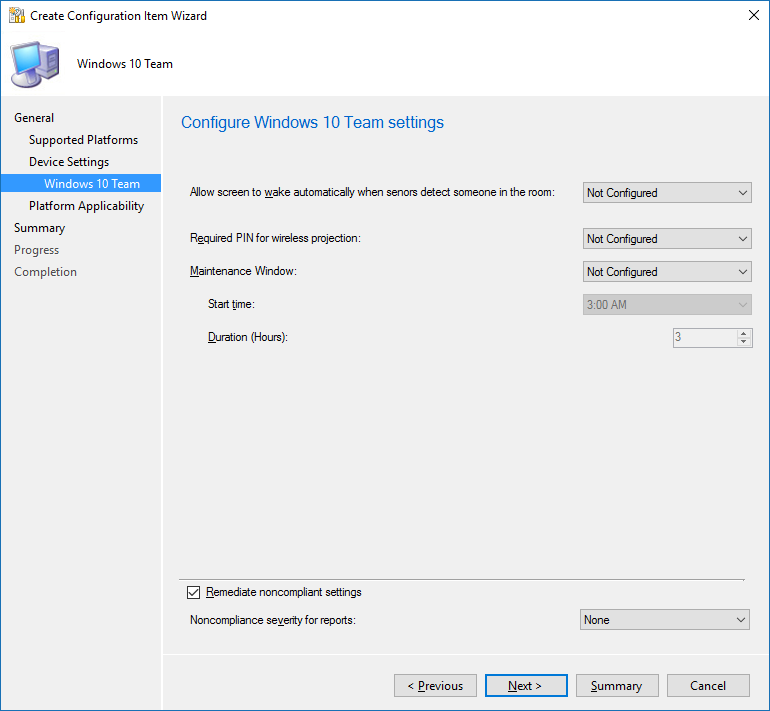 Create Configuration Item Wizard
Windows 10 Team
General
Supported Platforms
Device Settings
Windows 10 Team
Platform Applicability
Summary
Progress
Completion
Configure Windows 10 Team settings
Allow screen to wake automatically when senors detect someone in the room: Not Configured
Required PIN for wireless projection: Not Configured
Maintenance Window: Not Configured
Start time: 3:00 AM
Duration (Hours): 3
Remediate noncompliant settings
Noncompliance severity for reports: None
< Previous Next > Summary Cancel